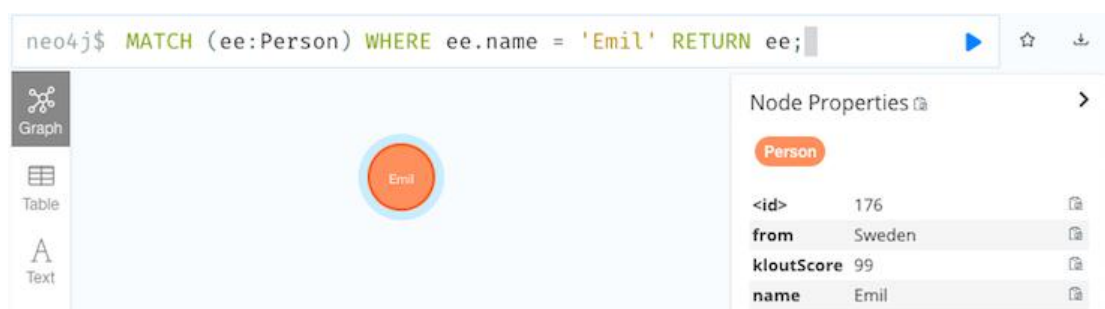 neo4j$ MATCH (ee:Person) WHERE ee.name = 'Emil' RETURN ee;
Graph
Table
A
Text
Emil
Node Properties
Person
<id> 176
from Sweden
kloutScore 99
name Emil